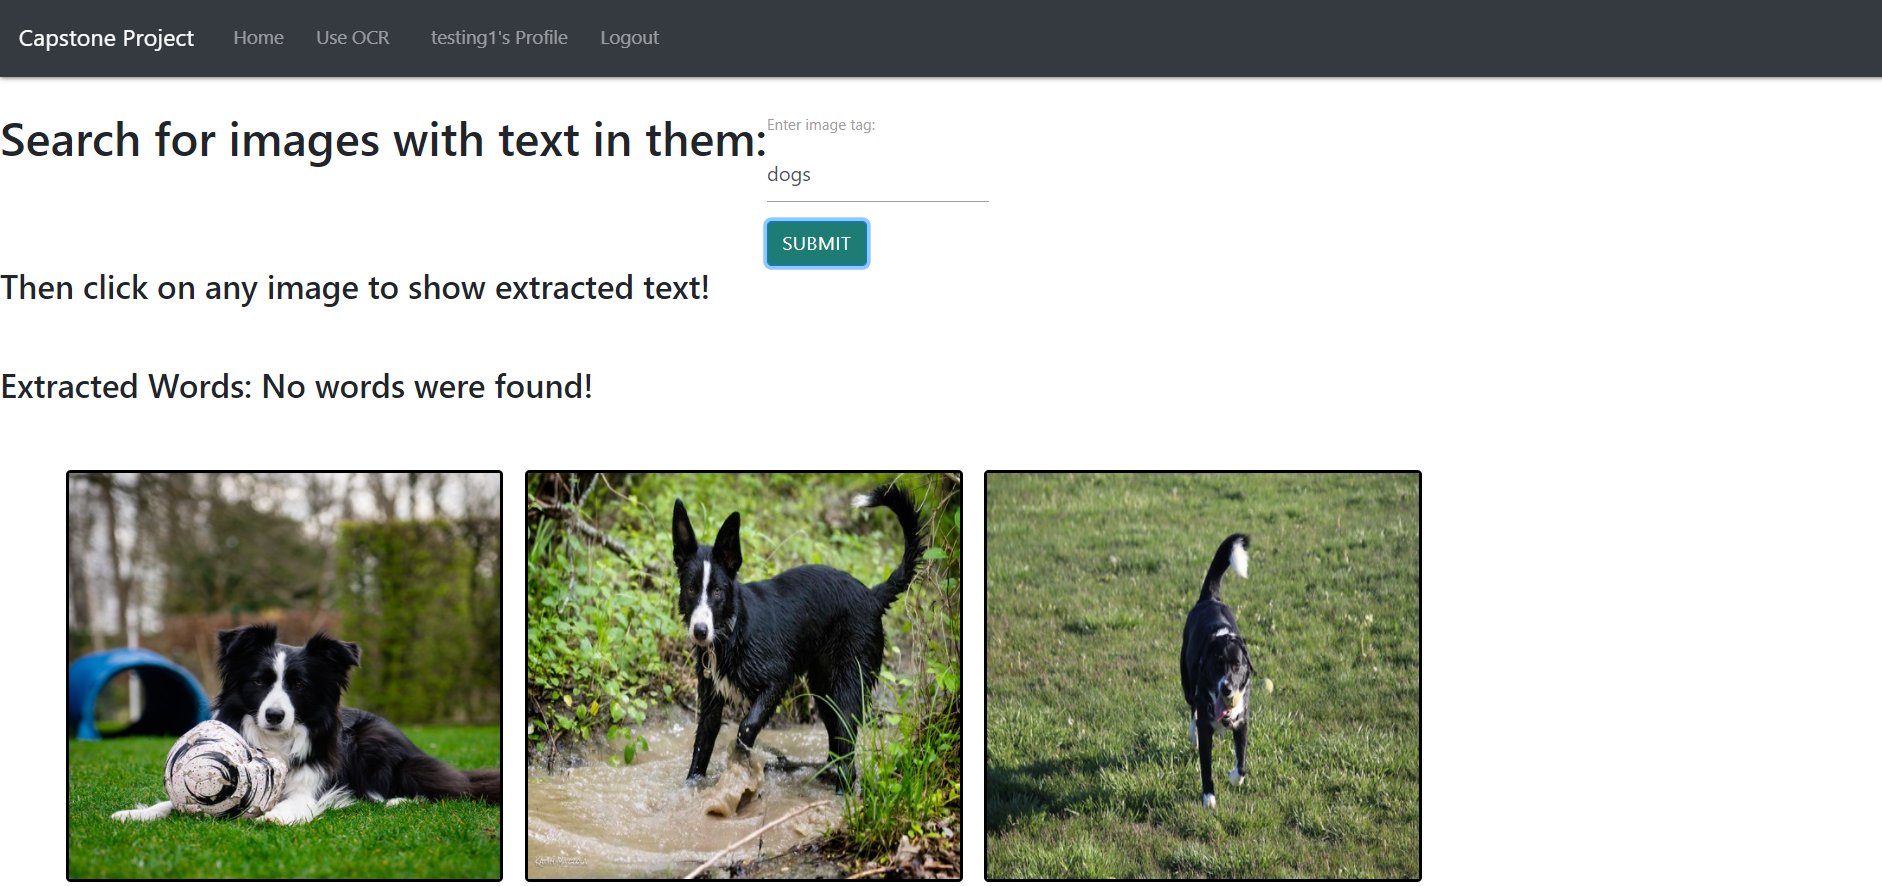 Capstone Project Home Use OCR testing1's Profile Logout
Search for images with text in them:
Enter image tag:
dogs
SUBMIT
Then click on any image to show extracted text!
Extracted Words: No words were found!